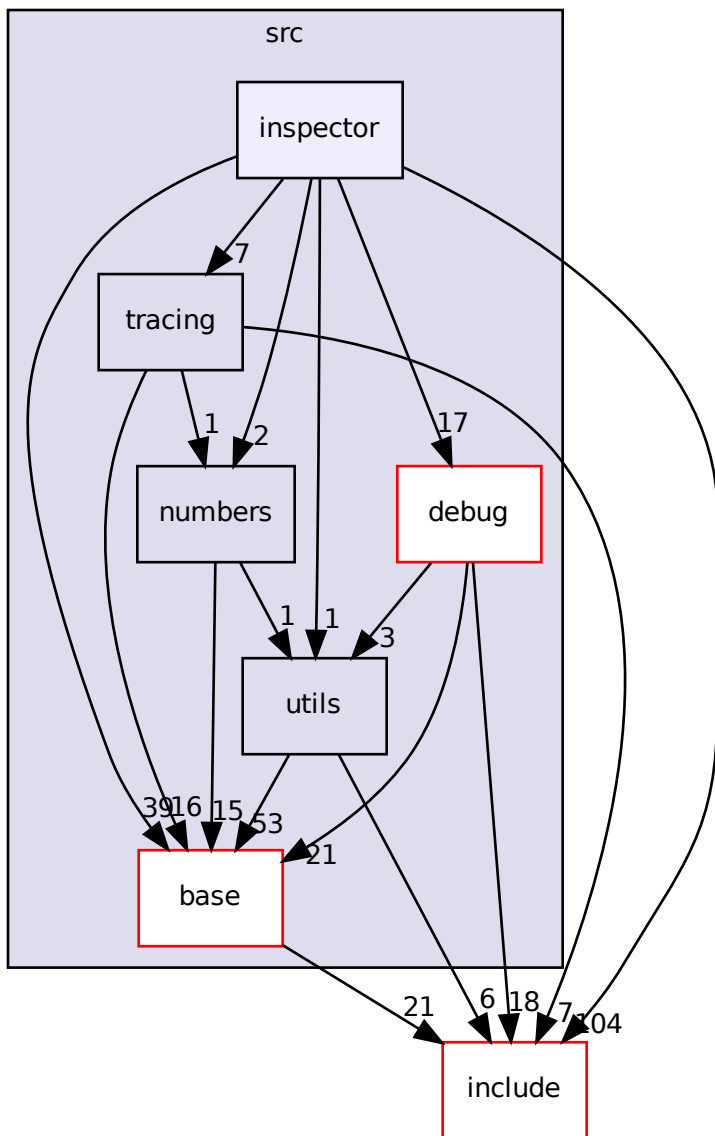 src
inspector
7
tracing
1
2
17
numbers
debug
1
1
3
utils
39
16
15
53
21
base
21
6
18
7
104
include